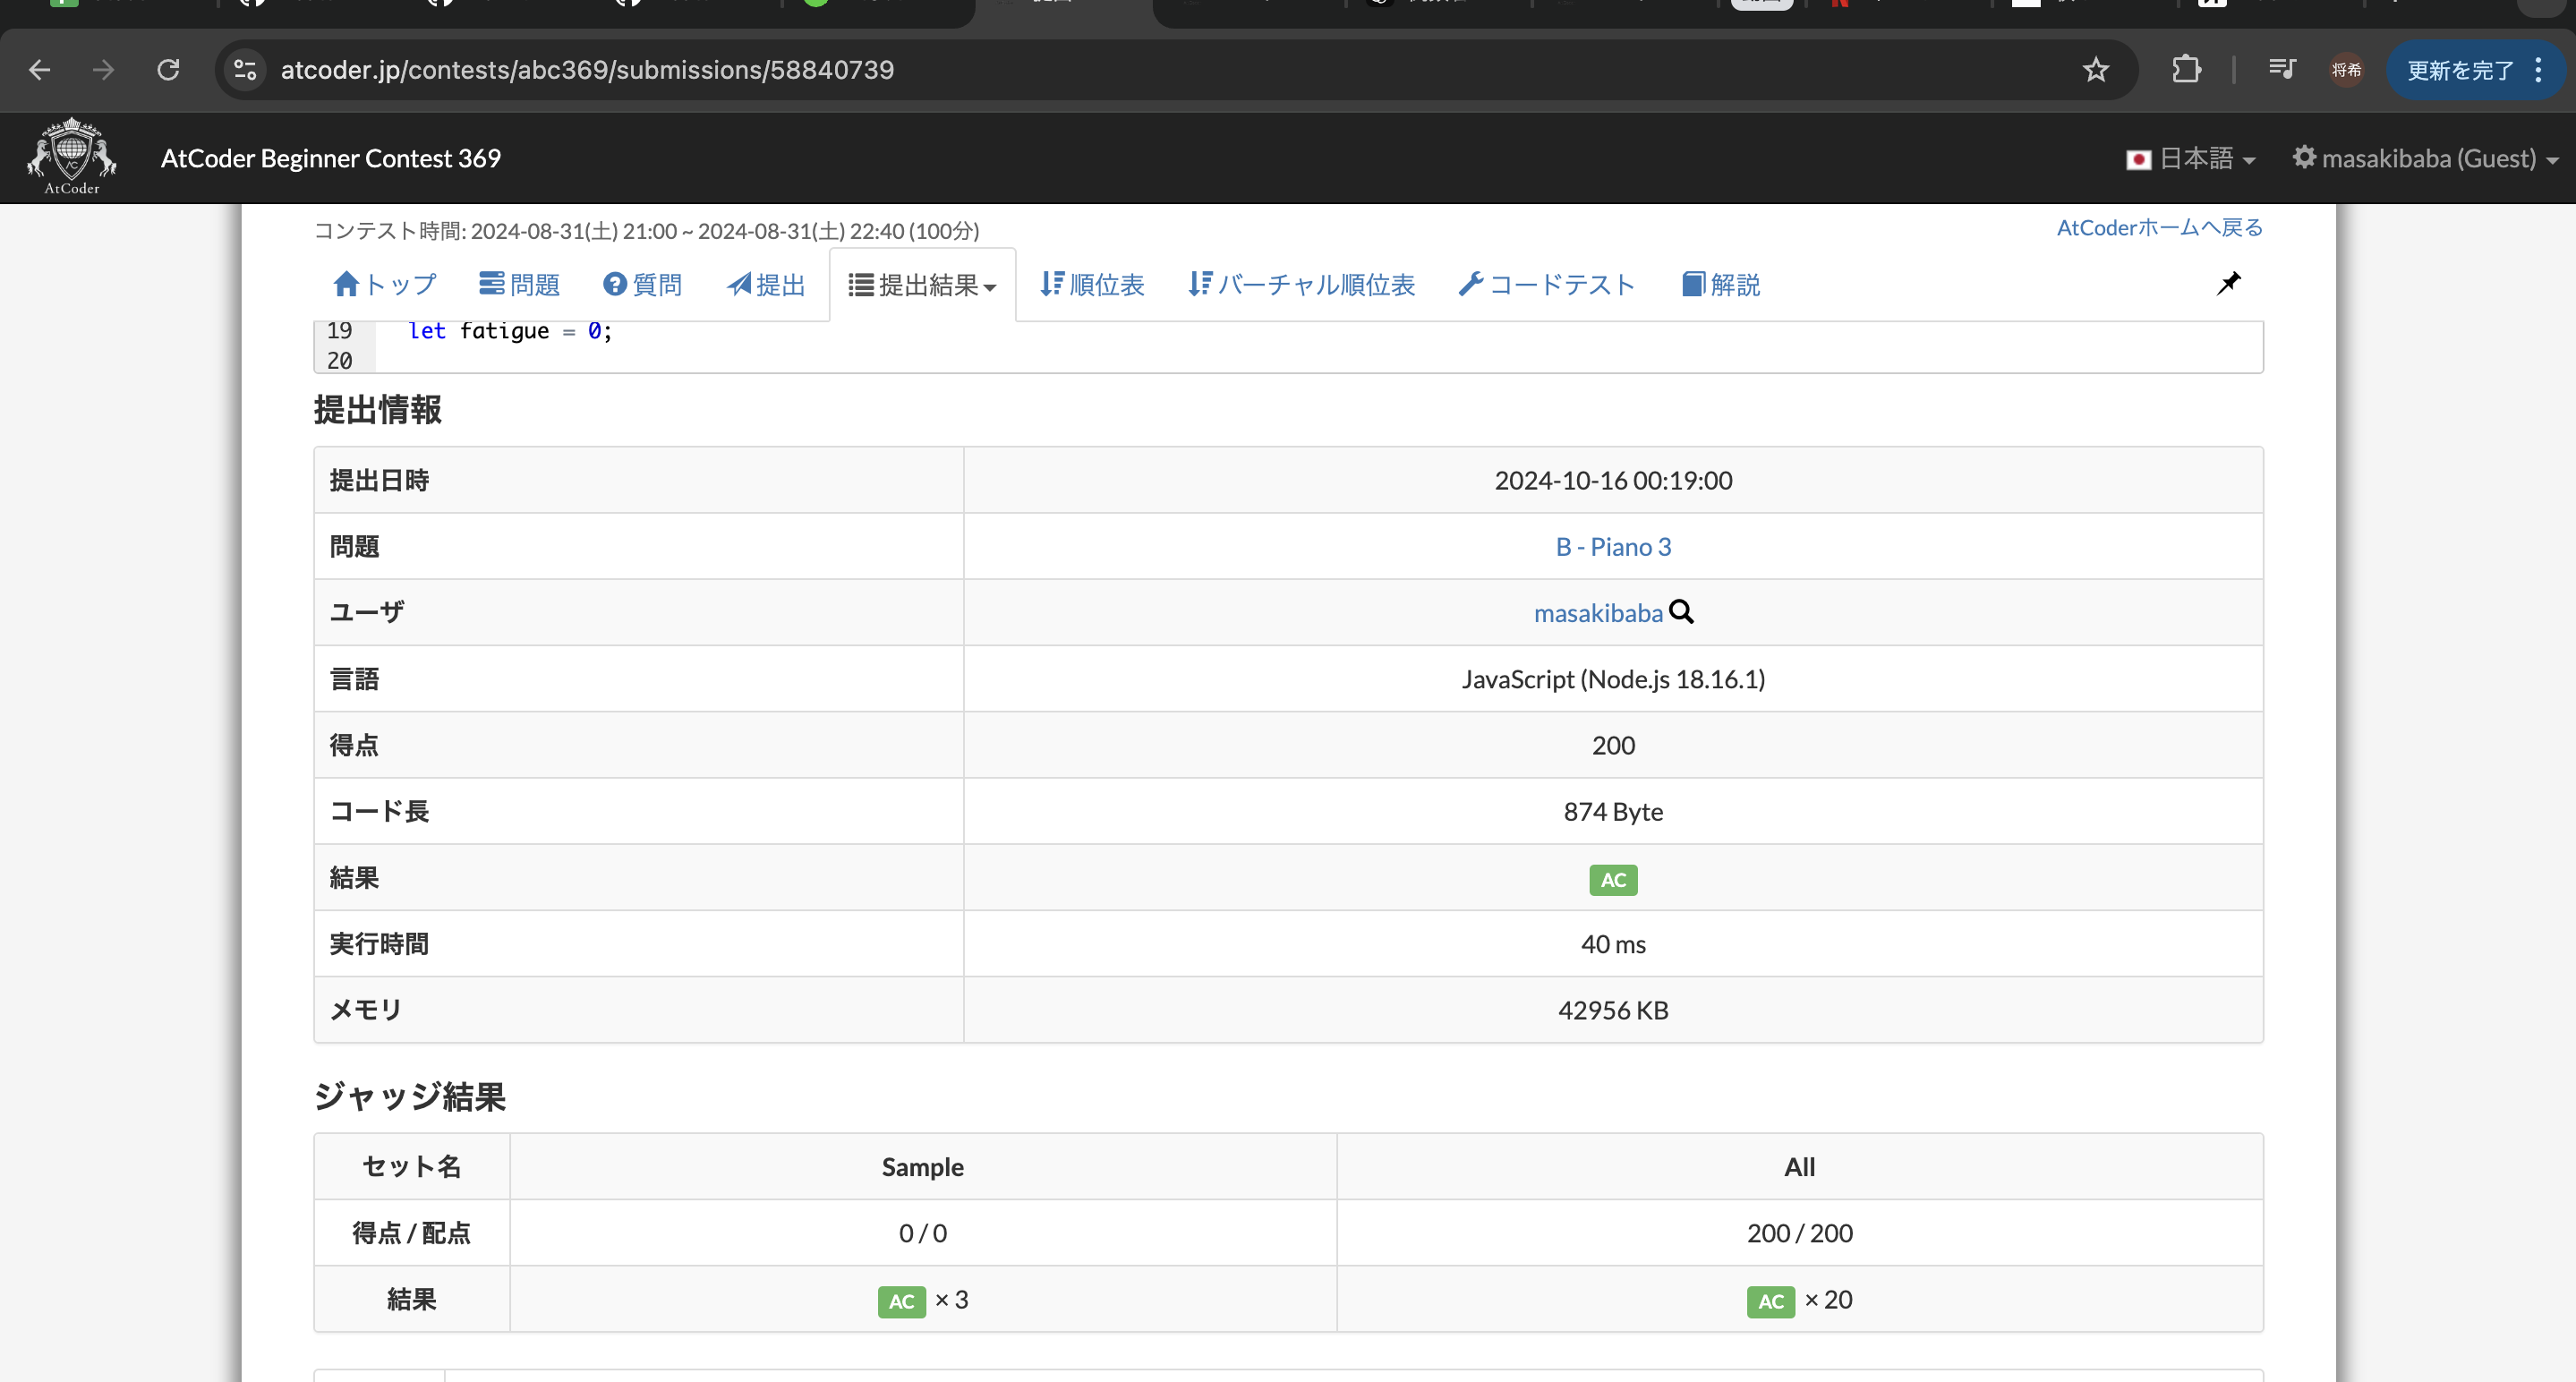 atcoder.jp/contests/abc369/submissions/58840739
将希
更新を完了
AtCoder
AtCoder Beginner Contest 369
日本語
masakibaba (Guest)
コンテスト時間: 2024-08-31(土) 21:00 ~ 2024-08-31(土) 22:40 (100分)
AtCoderホームへ戻る
トップ
問題
質問
提出
提出結果
順位表
バーチャル順位表
コードテスト
解説
19 let fatigue = 0;
20
提出情報
提出日時 2024-10-16 00:19:00
問題 B - Piano 3
ユーザ masakibaba
言語 JavaScript (Node.js 18.16.1)
得点 200
コード長 874 Byte
結果 AC
実行時間 40 ms
メモリ 42956 KB
ジャッジ結果
セット名 Sample All
得点 / 配点 0 / 0 200 / 200
結果 AC × 3 AC × 20